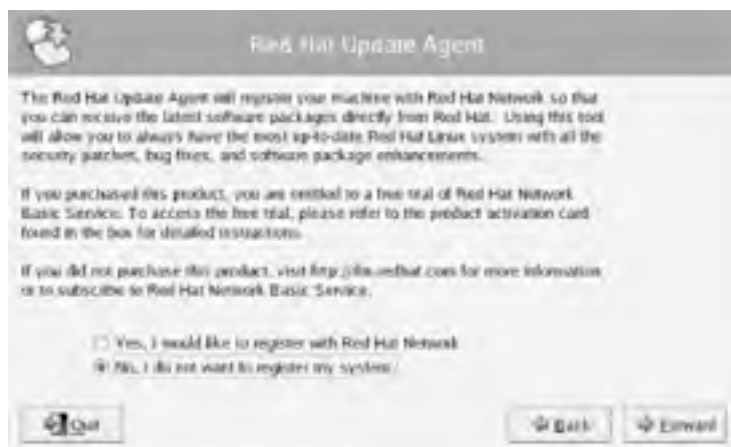 Red Hat Update Agent
The Red Hat Update Agent will register your machine with Red Hat Network so that
you can receive the latest software packages directly from Red Hat. Using this tool
will allow you to always have the most up-to-date Red Hat Linux system with all the
security patches, bug fixes, and software package enhancements.
If you purchased this product, you are entitled to a free trial of Red Hat Network
Basic Service. To access the free trial, please refer to the product activation card
found in the box for detailed instructions.
If you did not purchase this product, visit http://rhn.redhat.com for more information
or to subscribe to Red Hat Network Basic Service.
Yes, I would like to register with Red Hat Network
No, I do not want to register my system.
Quit
Back
Forward